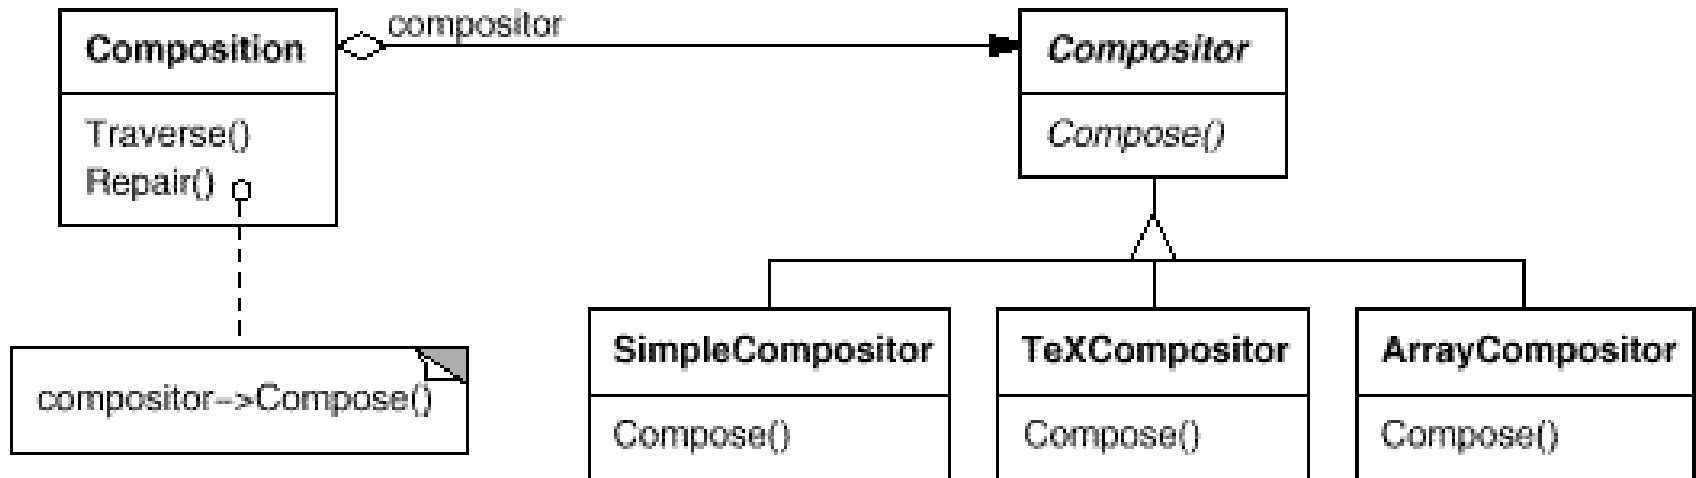 Composition
Traverse()
Repair()
compositor
Compositor
Compose()
compositor->Compose()
SimpleCompositor
Compose()
TeXCompositor
Compose()
ArrayCompositor
Compose()